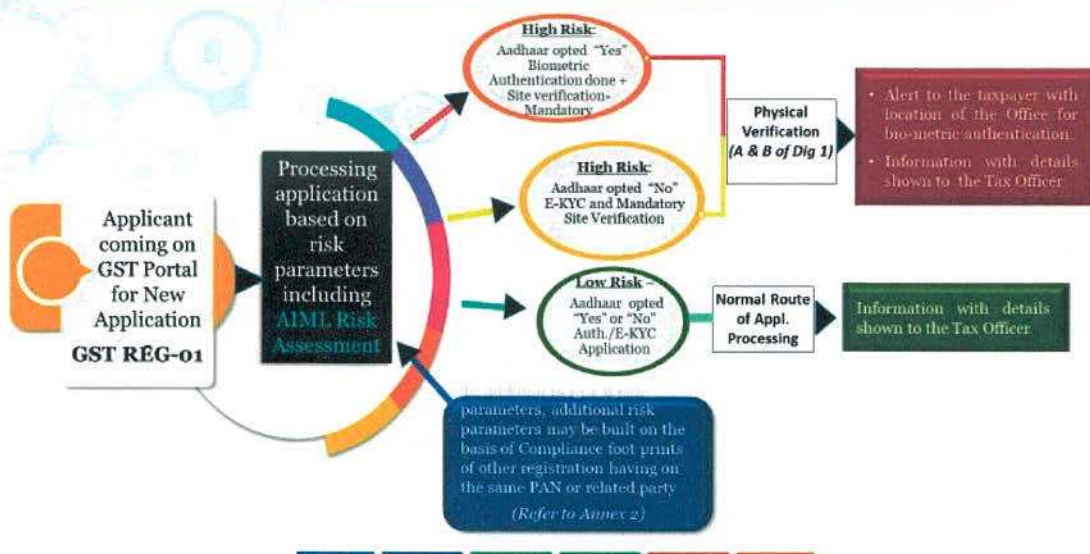 Applicant
coming on
GST Portal
for New
Application
GST REG-01
Processing
application
based on
risk
parameters
including
AIML Risk
Assessment
High Risk:
Aadhaar opted "Yes"
Biometric
Authentication done +
Site verification-
Mandatory
High Risk:
Aadhaar opted "No"
E-KYC and Mandatory
Site Verification
Low Risk –
Aadhaar opted
"Yes" or "No"
Auth./E-KYC
Application
Physical
Verification
(A & B of Dig 1)
• Alert to the taxpayer with
location of the Office for
bio-metric authentication.
• Information with details
shown to the Tax Officer
Normal Route
of Appl.
Processing
Information with details
shown to the Tax Officer
parameters, additional risk
parameters may be built on the
basis of Compliance foot prints
of other registration having on
the same PAN or related party
(Refer to Annex 2)